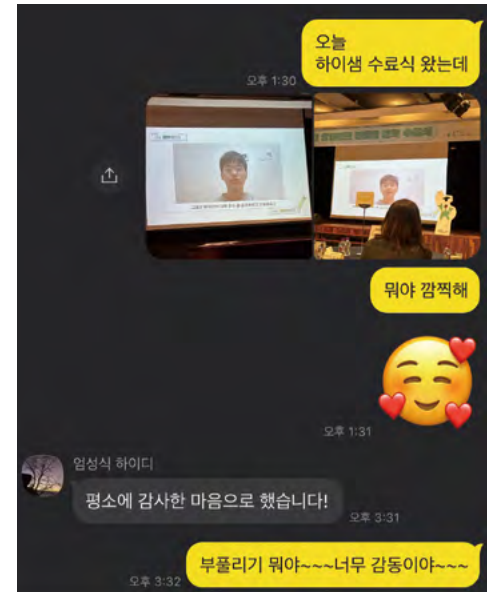 오늘
하이샘 수료식 왔는데
오후 1:30
뭐야 깜찍해
오후 1:31
엄성식 하이디
평소에 감사한 마음으로 했습니다!
오후 3:31
부풀리기 뭐야~~~너무 감동이야~~~
오후 3:32